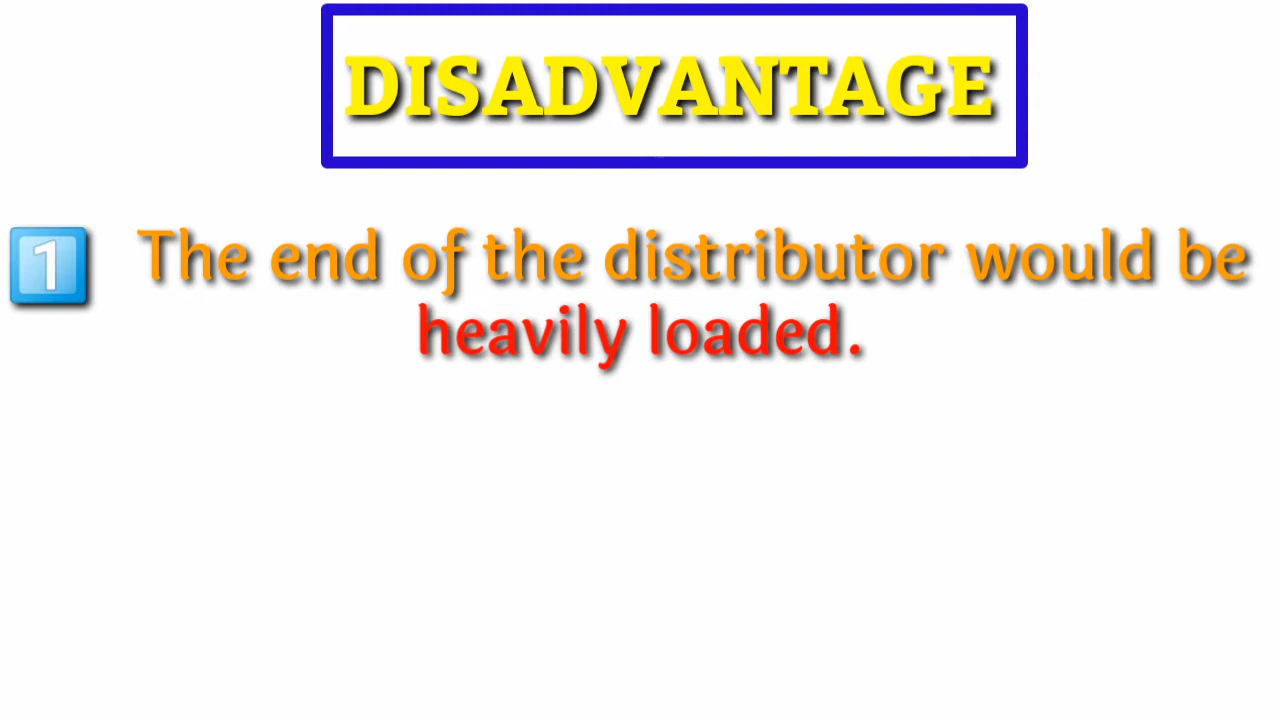 DISADVANTAGE
1 The end of the distributor would be
heavily loaded.